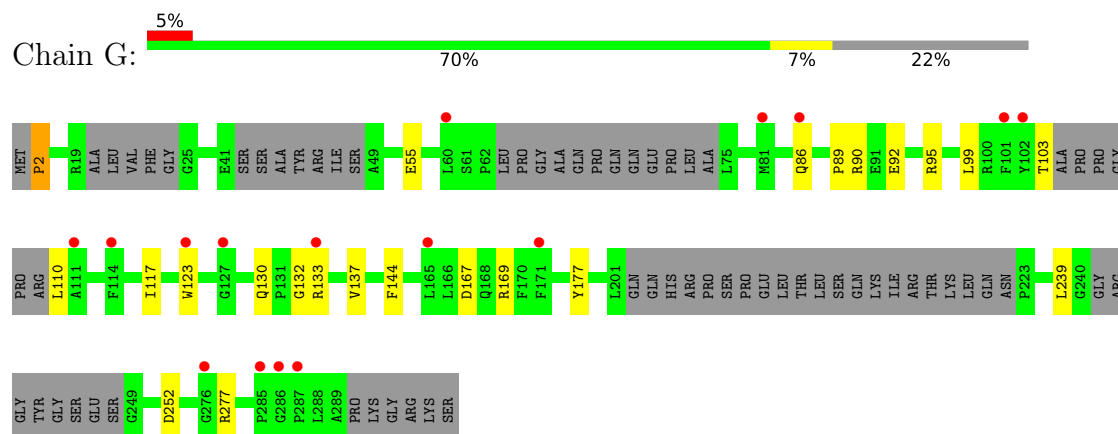 5%
Chain G:
70% 7% 22%
MET P2 R19 ALA LEU VAL PHE GLY G25 E41 SER SER ALA TYR ARG ILE SER A49 E55 L60 S61 P62 LEU PRO GLY ALA GLN PRO GLN GLN GLU PRO LEU ALA L75 M81 Q86 P89 R90 E91 E92 R95 L99 R100 F101 Y102 T103 ALA PRO PRO GLY
PRO ARG L110 A111 F114 I117 W123 G127 Q130 P131 G132 R133 V137 F144 L165 L166 D167 Q168 R169 F170 F171 Y177 L201 GLN GLN HIS ARG PRO SER PRO GLU LEU THR LEU LEU SER GLN LYS ILE ARG THR LYS LEU GLN ASN P223 L239 G240 GLY ARG
GLY TYR GLY SER GLU SER G249 D252 G276 R277 P285 G286 P287 L288 A289 PRO LYS GLY ARG LYS SER